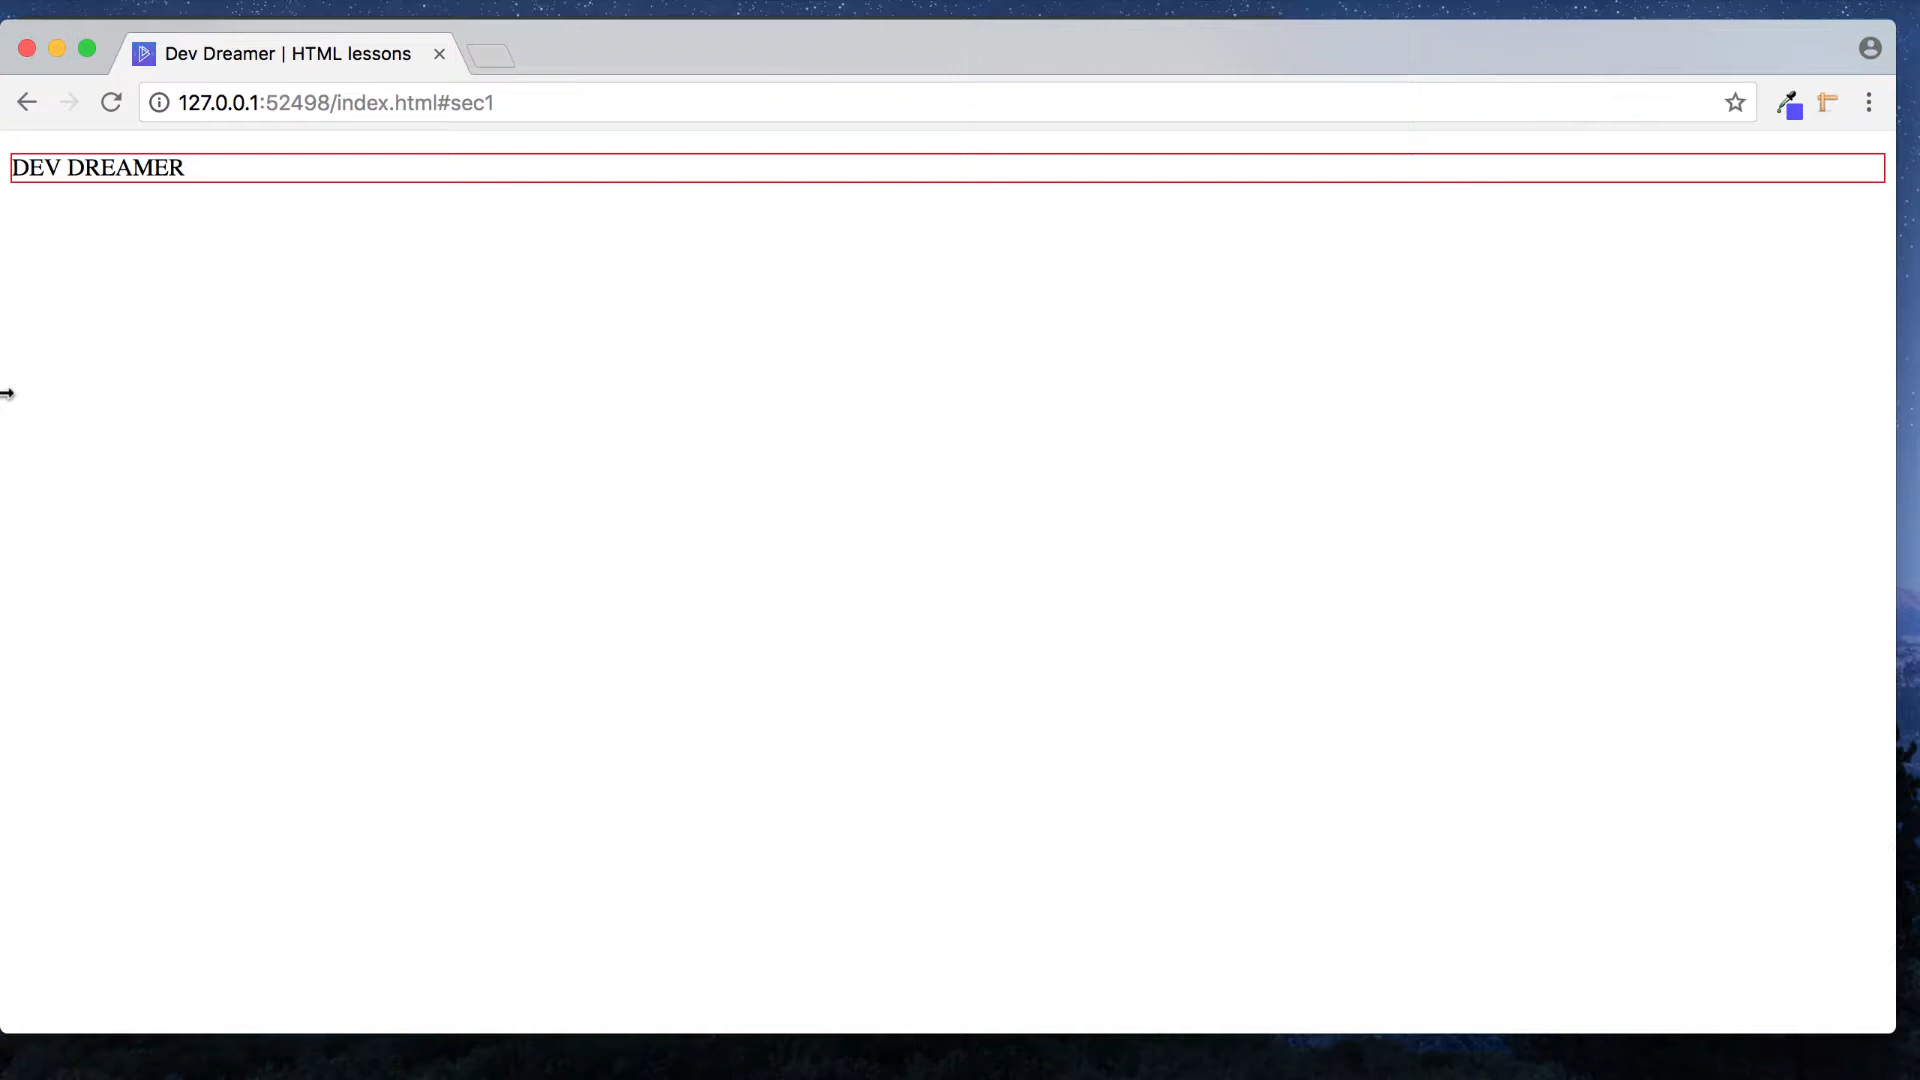 Dev Dreamer | HTML lessons
127.0.0.1:52498/index.html#sec1
DEV DREAMER